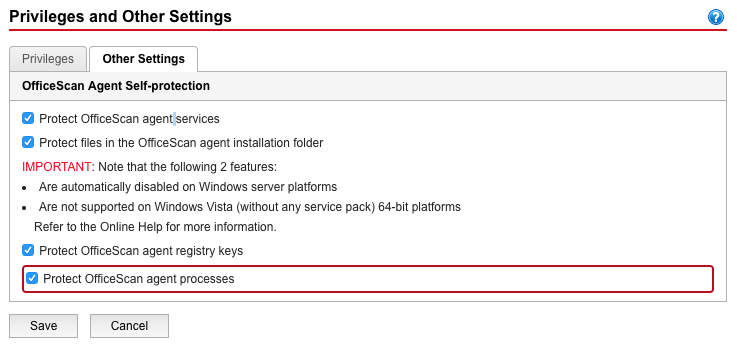 Privileges and Other Settings
?
Privileges
Other Settings
OfficeScan Agent Self-protection
Protect OfficeScan agent services
Protect files in the OfficeScan agent installation folder
IMPORTANT: Note that the following 2 features:
• Are automatically disabled on Windows server platforms
• Are not supported on Windows Vista (without any service pack) 64-bit platforms
Refer to the Online Help for more information.
Protect OfficeScan agent registry keys
Protect OfficeScan agent processes
Save
Cancel